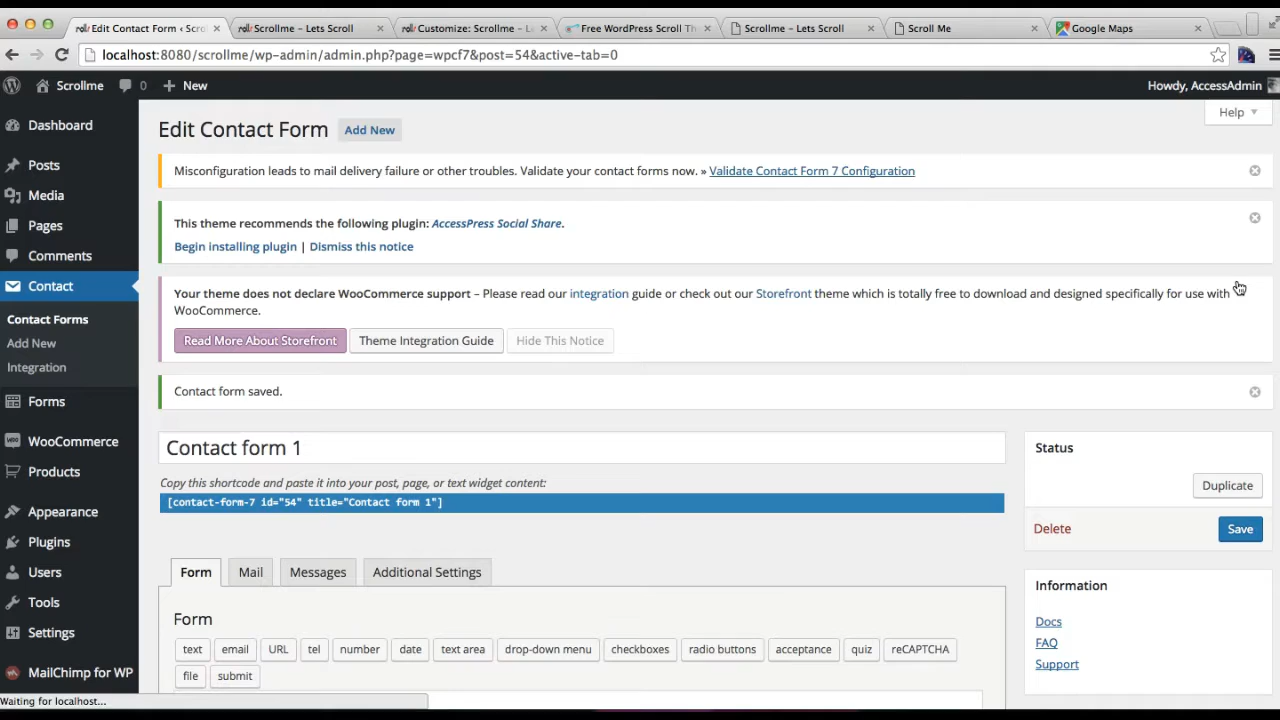 Edit Contact Form ‹ Scro
Scrollme – Lets Scroll
Customize: Scrollme – L
Free WordPress Scroll Th
Scrollme – Lets Scroll
Scroll Me
Google Maps
localhost:8080/scrollme/wp-admin/admin.php?page=wpcf7&post=54&active-tab=0
Scrollme
0
New
Howdy, AccessAdmin
Dashboard
Posts
Media
Pages
Comments
Contact
Contact Forms
Add New
Integration
Forms
WooCommerce
Products
Appearance
Plugins
Users
Tools
Settings
MailChimp for WP
Help
Edit Contact Form
Add New
Misconfiguration leads to mail delivery failure or other troubles. Validate your contact forms now. » Validate Contact Form 7 Configuration
This theme recommends the following plugin: AccessPress Social Share.
Begin installing plugin | Dismiss this notice
Your theme does not declare WooCommerce support – Please read our integration guide or check out our Storefront theme which is totally free to download and designed specifically for use with
WooCommerce.
Read More About Storefront
Theme Integration Guide
Hide This Notice
Contact form saved.
Contact form 1
Copy this shortcode and paste it into your post, page, or text widget content:
[contact-form-7 id="54" title="Contact form 1"]
Status
Duplicate
Delete
Save
Form
Mail
Messages
Additional Settings
Form
text
email
URL
tel
number
date
text area
drop-down menu
checkboxes
radio buttons
acceptance
quiz
reCAPTCHA
file
submit
Information
Docs
FAQ
Support
Waiting for localhost...